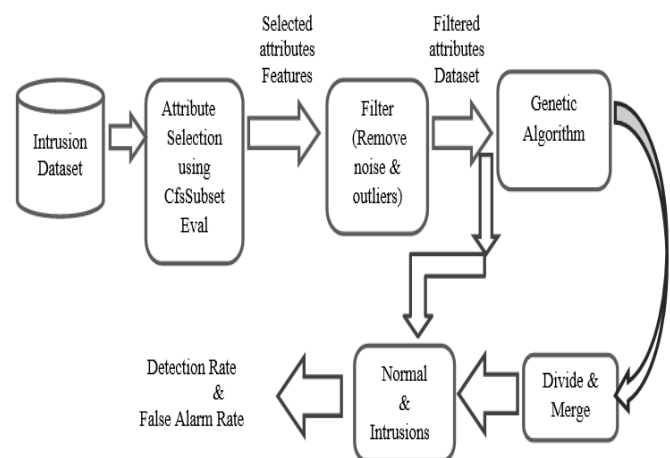 Selected
attributes
Features
Filtered
attributes
Dataset
Intrusion
Dataset
Attribute
Selection
using
CfsSubset
Eval
Filter
(Remove
noise &
outliers)
Genetic
Algorithm
Detection Rate
&
False Alarm Rate
Normal
&
Intrusions
Divide &
Merge